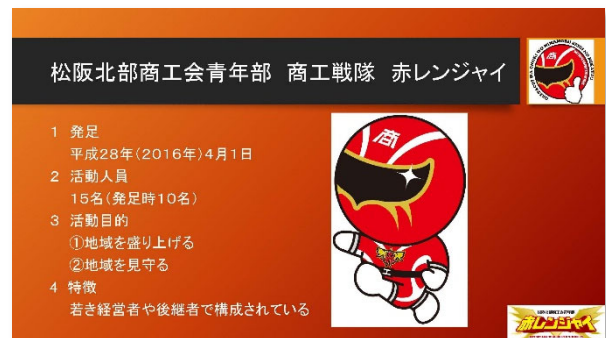 松阪北部商工会青年部 商工戦隊 赤レンジャイ
1 発足
平成28年(2016年)4月1日
2 活動人員
15名(発足時10名)
3 活動目的
①地域を盛り上げる
②地域を見守る
4 特徴
若き経営者や後継者で構成されている
商
赤レンジャイ